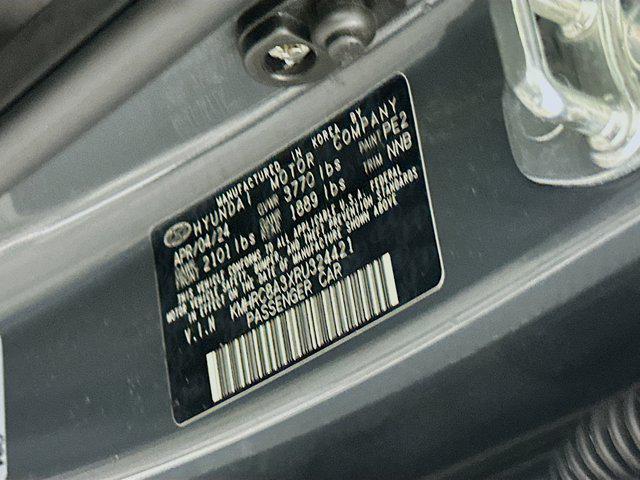 MANUFACTURED IN KOREA BY
HYUNDAI MOTOR COMPANY
APR/04/24 GVWR 3770 lbs PAINT PE2
GAWR FRONT 2101 lbs GAWR REAR 1889 lbs TRIM NNB
THIS VEHICLE CONFORMS TO ALL APPLICABLE U.S.A. FEDERAL
MOTOR VEHICLE SAFETY AND THEFT PREVENTION STANDARDS
IN EFFECT ON THE DATE OF MANUFACTURE SHOWN ABOVE
V.I.N KMHRC8A3XRU324421
PASSENGER CAR